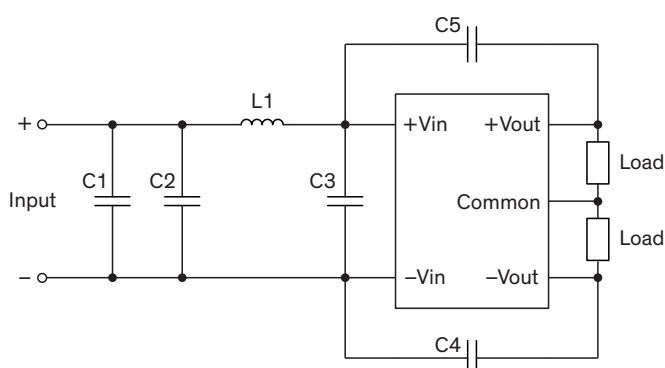 C5
L1
+
+Vin
+Vout
Load
Input
C1
C2
C3
Common
Load
–
–Vin
–Vout
C4